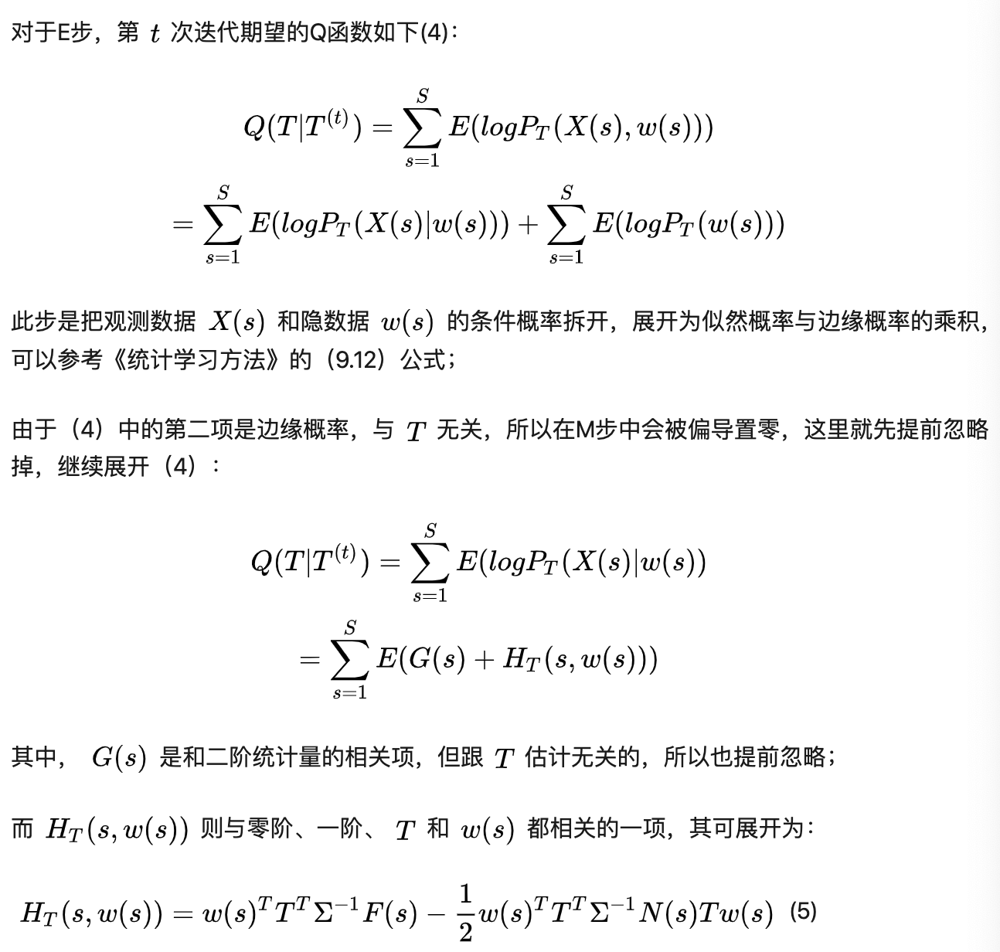 对于E步，第 t 次迭代期望的Q函数如下(4)：
Q(T|T^{(t)}) = \sum_{s=1}^{S} E(logP_T(X(s), w(s)))
= \sum_{s=1}^{S} E(logP_T(X(s)|w(s))) + \sum_{s=1}^{S} E(logP_T(w(s)))
此步是把观测数据 X(s) 和隐数据 w(s) 的条件概率拆开，展开为似然概率与边缘概率的乘积，
可以参考《统计学习方法》的（9.12）公式；
由于（4）中的第二项是边缘概率，与 T 无关，所以在M步中会被偏导置零，这里就先提前忽略
掉，继续展开（4）：
Q(T|T^{(t)}) = \sum_{s=1}^{S} E(logP_T(X(s)|w(s))
= \sum_{s=1}^{S} E(G(s) + H_T(s, w(s)))
其中， G(s) 是和二阶统计量的相关项，但跟 T 估计无关的，所以也提前忽略；
而 H_T(s, w(s)) 则与零阶、一阶、 T 和 w(s) 都相关的一项，其可展开为：
H_T(s, w(s)) = w(s)^T T^T \Sigma^{-1} F(s) - \frac{1}{2} w(s)^T T^T \Sigma^{-1} N(s) T w(s) (5)